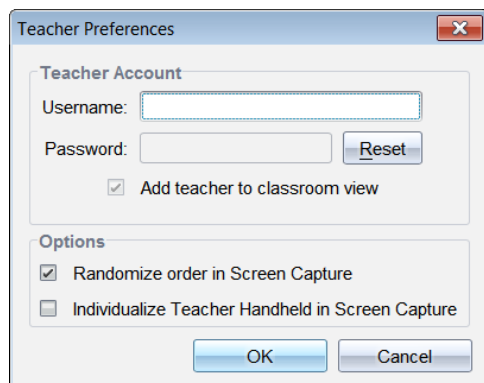 Teacher Preferences
Teacher Account
Username:
Password:
Reset
Add teacher to classroom view
Options
Randomize order in Screen Capture
Individualize Teacher Handheld in Screen Capture
OK
Cancel